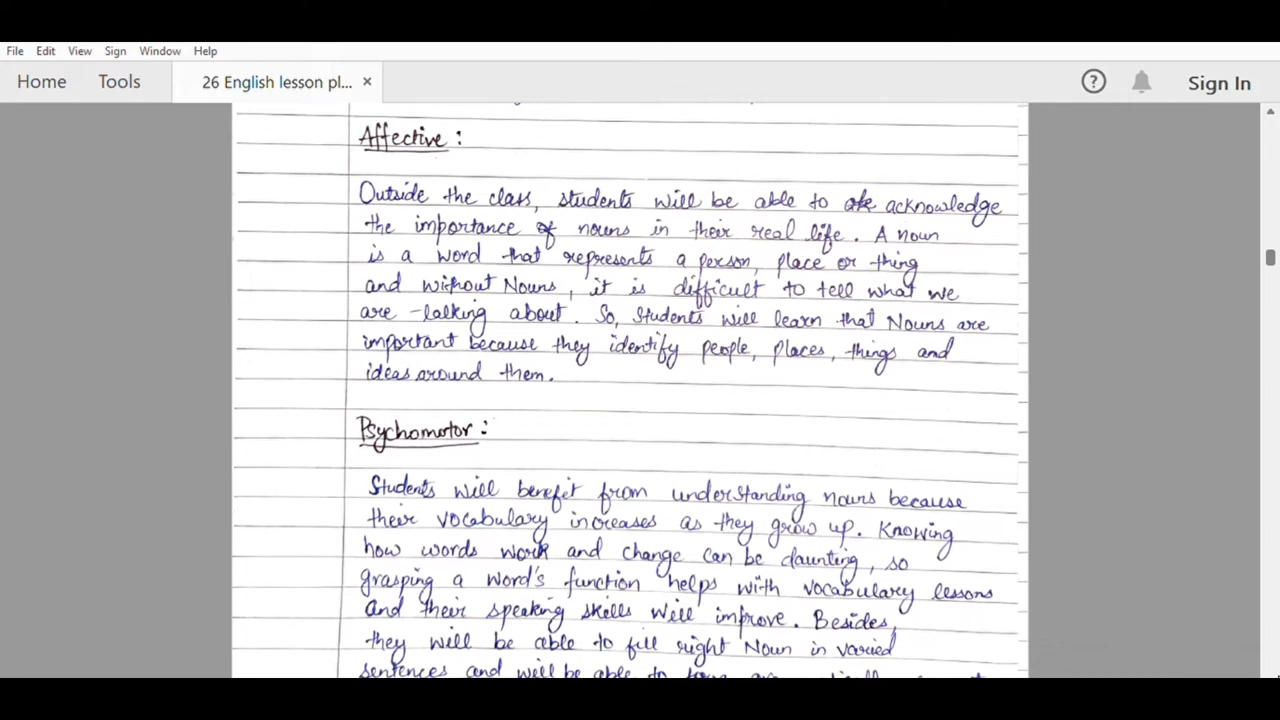 File Edit View Sign Window Help
Home Tools 26 English lesson pl... × Sign In
Affective :
Outside the class, students will be able to acknowledge
the importance of nouns in their real life. A noun
is a word that represents a person, place or thing
and without Nouns, it is difficult to tell what we
are talking about. So, students will learn that Nouns are
important because they identify people, places, things and
ideas around them.
Psychomotor :
Students will benefit from understanding nouns because
their vocabulary increases as they grow up. Knowing
how words work and change can be daunting, so
grasping a word's function helps with vocabulary lessons
and their speaking skills will improve. Besides,
they will be able to fill right Noun in varied
sentences and will be able to